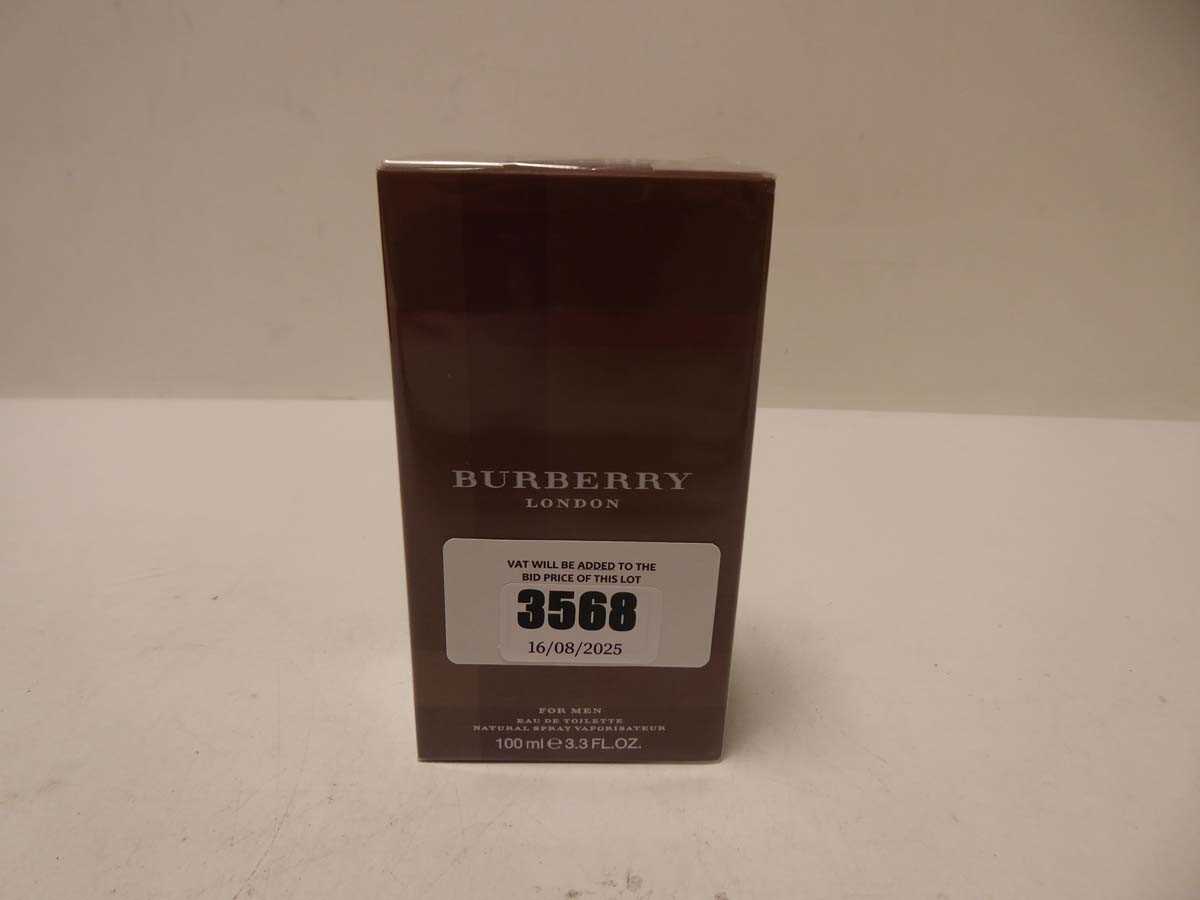 BURBERRY
LONDON
VAT WILL BE ADDED TO THE
BID PRICE OF THIS LOT
3568
16/08/2025
FOR MEN
EAU DE TOILETTE
NATURAL SPRAY VAPORISATEUR
100 ml ℮ 3.3 FL.OZ.